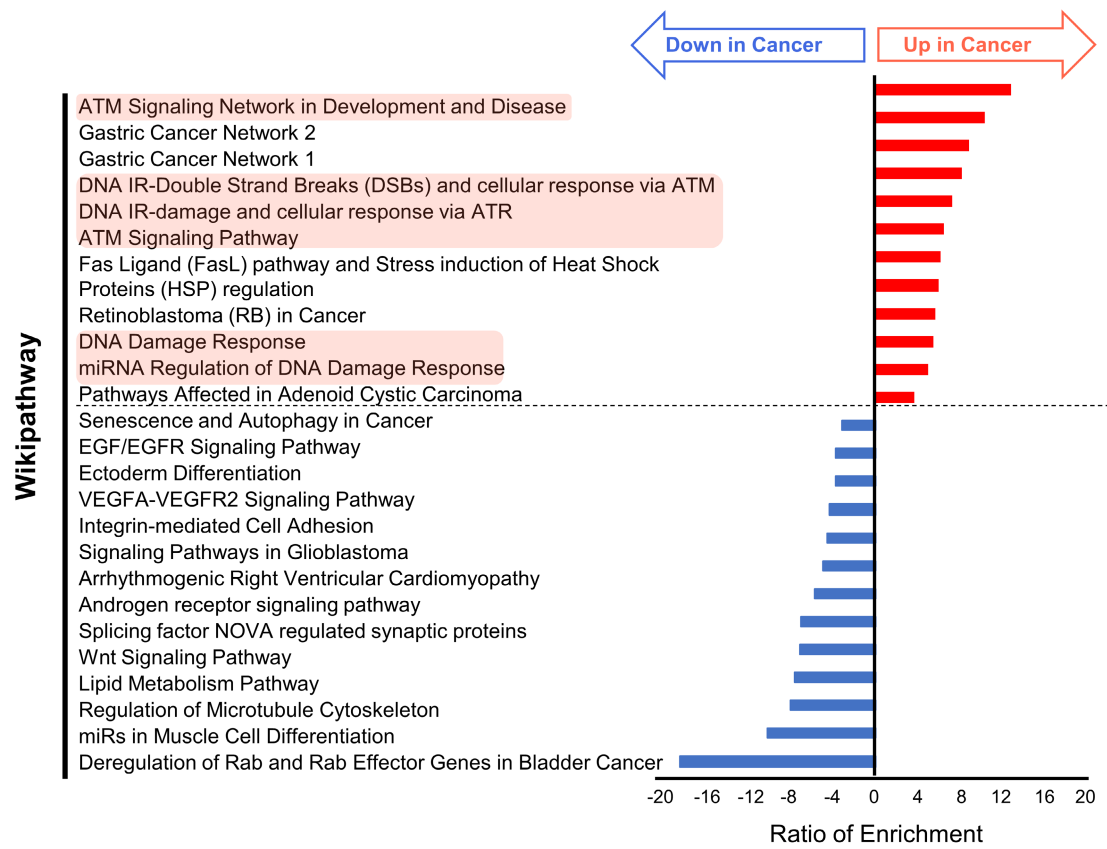 Down in Cancer
Up in Cancer
ATM Signaling Network in Development and Disease
Gastric Cancer Network 2
Gastric Cancer Network 1
DNA IR-Double Strand Breaks (DSBs) and cellular response via ATM
DNA IR-damage and cellular response via ATR
ATM Signaling Pathway
Fas Ligand (FasL) pathway and Stress induction of Heat Shock
Proteins (HSP) regulation
Retinoblastoma (RB) in Cancer
DNA Damage Response
miRNA Regulation of DNA Damage Response
Pathways Affected in Adenoid Cystic Carcinoma
Senescence and Autophagy in Cancer
EGF/EGFR Signaling Pathway
Ectoderm Differentiation
VEGFA-VEGFR2 Signaling Pathway
Integrin-mediated Cell Adhesion
Signaling Pathways in Glioblastoma
Arrhythmogenic Right Ventricular Cardiomyopathy
Androgen receptor signaling pathway
Splicing factor NOVA regulated synaptic proteins
Wnt Signaling Pathway
Lipid Metabolism Pathway
Regulation of Microtubule Cytoskeleton
miRs in Muscle Cell Differentiation
Deregulation of Rab and Rab Effector Genes in Bladder Cancer
Wikipathway
-20 -16 -12 -8 -4 0 4 8 12 16 20
Ratio of Enrichment